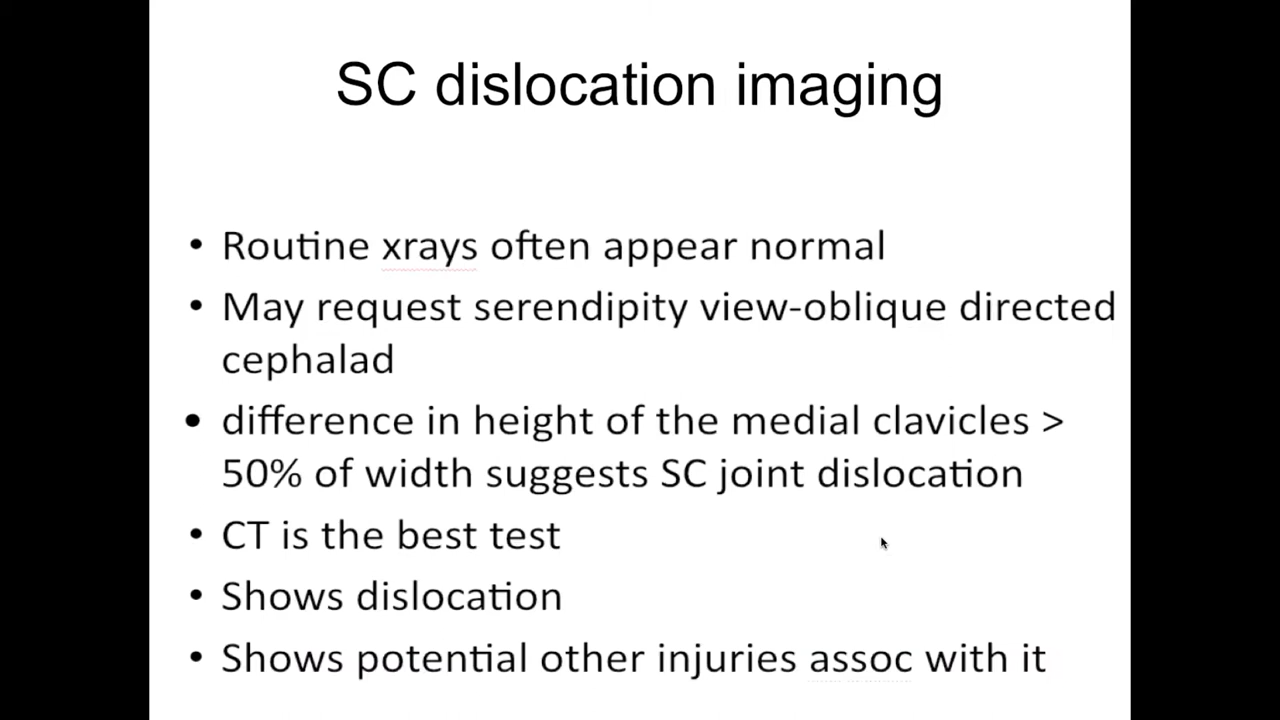 SC dislocation imaging
• Routine xrays often appear normal
• May request serendipity view-oblique directed
cephalad
• difference in height of the medial clavicles >
50% of width suggests SC joint dislocation
• CT is the best test
• Shows dislocation
• Shows potential other injuries assoc with it